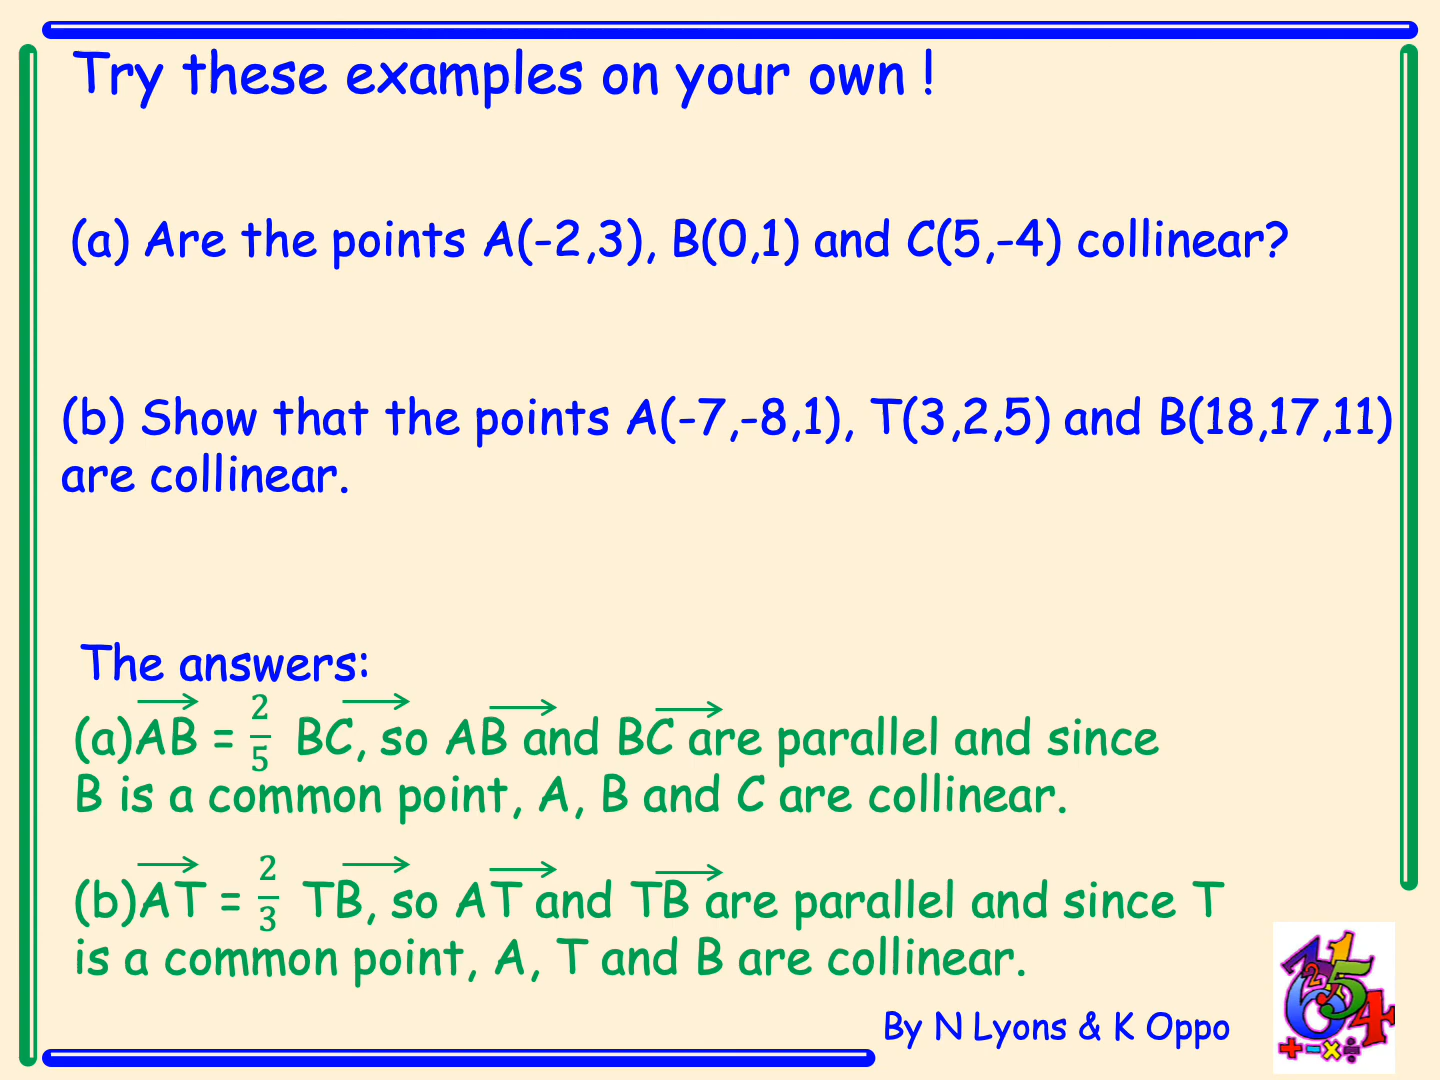 Try these examples on your own !
(a) Are the points A(-2,3), B(0,1) and C(5,-4) collinear?
(b) Show that the points A(-7,-8,1), T(3,2,5) and B(18,17,11)
are collinear.
The answers:
(a)AB = 2/5 BC, so AB and BC are parallel and since
B is a common point, A, B and C are collinear.
(b)AT = 2/3 TB, so AT and TB are parallel and since T
is a common point, A, T and B are collinear.
By N Lyons & K Oppo